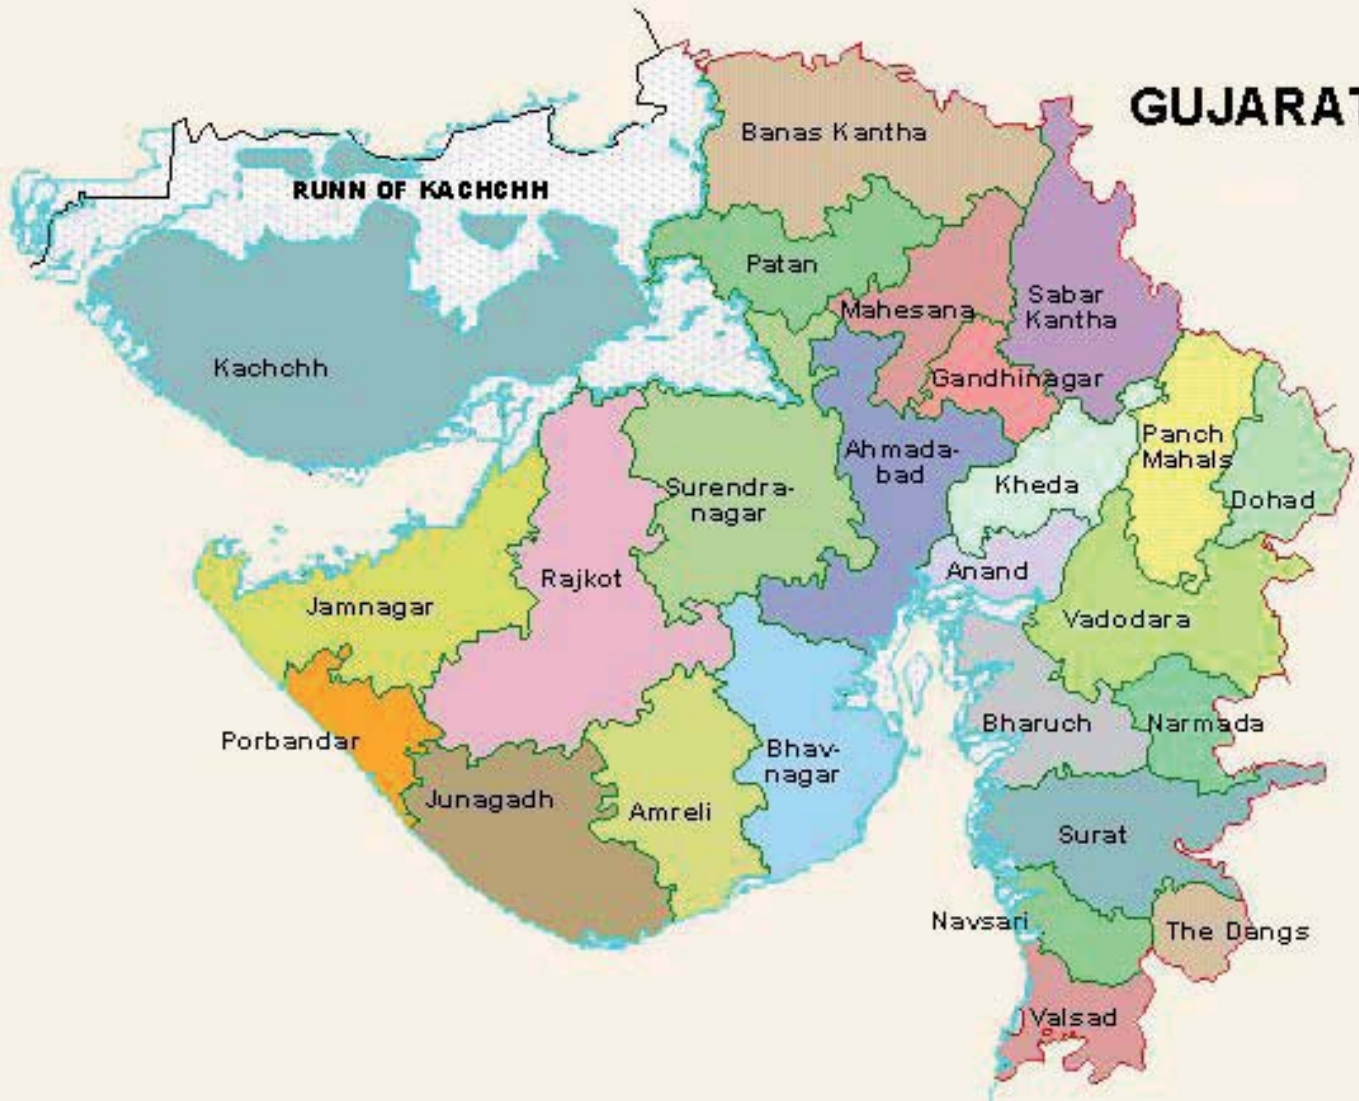 GUJARAT
Banas Kantha
RUNN OF KACHCHH
Patan
Sabar
Kantha
Mahesana
Kachchh
Gandhinagar
Panch
Mahals
Ahmada-
bad
Kheda
Surendra-
nagar
Dohad
Anand
Rajkot
Jamnagar
Vadodara
Bharuch
Narmada
Porbandar
Bhav-
nagar
Junagadh
Amreli
Surat
Navsari
The Dangs
Valsad